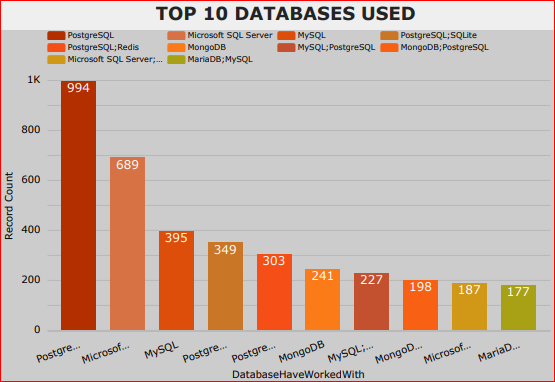 TOP 10 DATABASES USED
PostgreSQL Microsoft SQL Server MySQL PostgreSQL;SQLite
PostgreSQL;Redis MongoDB MySQL;PostgreSQL MongoDB;PostgreSQL
Microsoft SQL Server;... MariaDB;MySQL
1K
800
600
400
200
0
Record Count
994
689
395
349
303
241
227
198
187
177
Postgre... Microsof... MySQL Postgre... Postgre... MongoDB MySQL;... MongoD... Microsof... MariaD...
DatabaseHaveWorkedWith